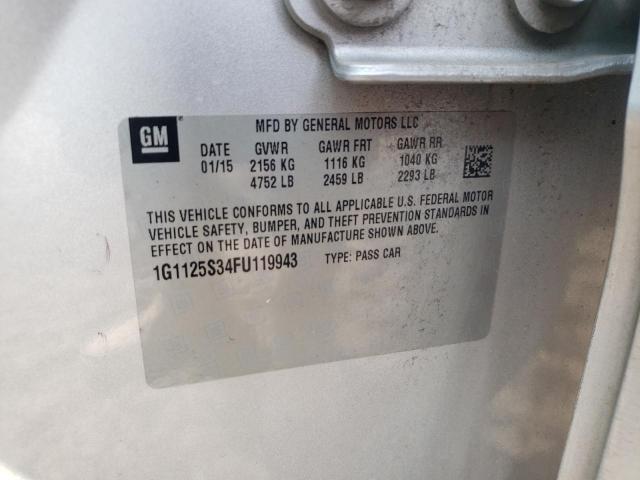 GM
MFD BY GENERAL MOTORS LLC
DATE GVWR GAWR FRT GAWR RR
01/15 2156 KG 1116 KG 1040 KG
4752 LB 2459 LB 2293 LB
THIS VEHICLE CONFORMS TO ALL APPLICABLE U.S. FEDERAL MOTOR
VEHICLE SAFETY, BUMPER, AND THEFT PREVENTION STANDARDS IN
EFFECT ON THE DATE OF MANUFACTURE SHOWN ABOVE.
1G1125S34FU119943 TYPE: PASS CAR